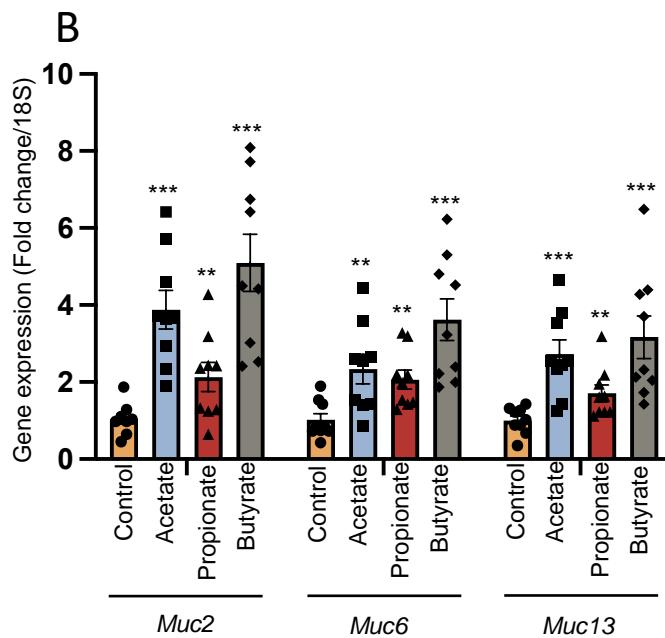 B
Gene expression (Fold change/18S)
10
8
6
4
2
0
***
**
***
**
**
***
***
**
***
Control
Acetate
Propionate
Butyrate
Control
Acetate
Propionate
Butyrate
Control
Acetate
Propionate
Butyrate
Muc2
Muc6
Muc13